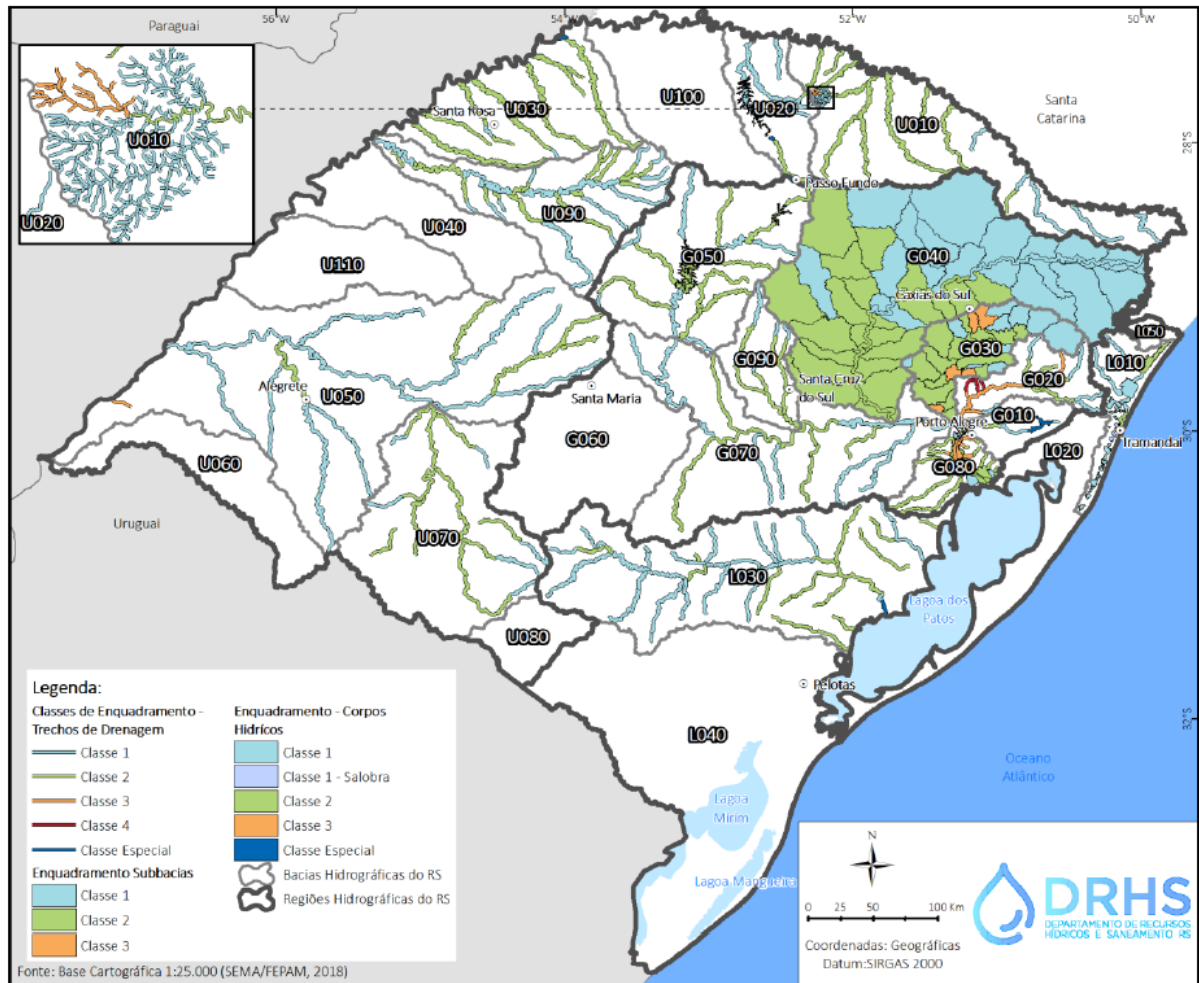 Paraguai
56°W
54°W
52°W
50°W
Santa
Catarina
28°S
U010
U020
Santa Rosa
U030
U100
U020
U010
Passo Fundo
U090
U040
U110
G050
G040
Caxias do Sul
L050
G030
L010
G090
G020
Santa Cruz
do Sul
Alegrete
U050
Santa Maria
G010
Porto Alegre
30°S
Tramandaí
G060
G070
L020
U060
G080
Uruguai
U070
L030
Lagoa dos
Patos
U080
Pelotas
32°S
L040
Oceano
Atlântico
Lagoa
Mirim
Lagoa Mangueira
Legenda:
Classes de Enquadramento -
Trechos de Drenagem
Classe 1
Classe 2
Classe 3
Classe 4
Classe Especial
Enquadramento Subbacias
Classe 1
Classe 2
Classe 3
Enquadramento - Corpos
Hidrícos
Classe 1
Classe 1 - Salobra
Classe 2
Classe 3
Classe Especial
Bacias Hidrográficas do RS
Regiões Hidrográficas do RS
N
0 25 50 100 Km
Coordenadas: Geográficas
Datum:SIRGAS 2000
DRHS
DEPARTAMENTO DE RECURSOS
HÍDRICOS E SANEAMENTO RS
Fonte: Base Cartográfica 1:25.000 (SEMA/FEPAM, 2018)